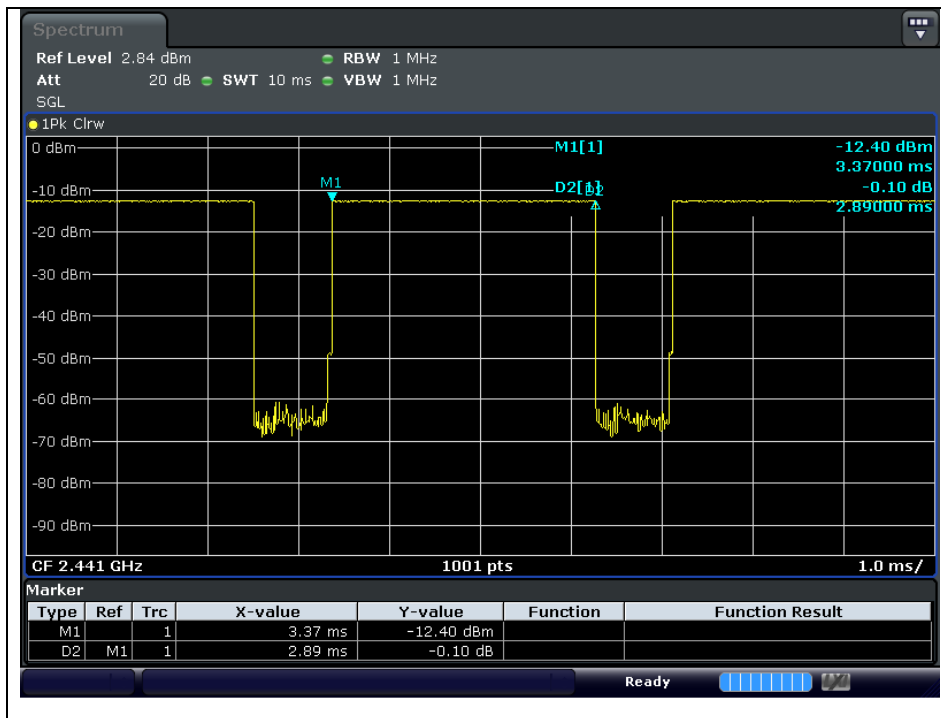 Spectrum
Ref Level 2.84 dBm RBW 1 MHz
Att 20 dB SWT 10 ms VBW 1 MHz
SGL
1Pk Clrw
0 dBm
M1[1] -12.40 dBm
3.37000 ms
-10 dBm
M1
D2[1] -0.10 dB
D2
2.89000 ms
-20 dBm
-30 dBm
-40 dBm
-50 dBm
-60 dBm
-70 dBm
-80 dBm
-90 dBm
CF 2.441 GHz 1001 pts 1.0 ms/
Marker
Type Ref Trc X-value Y-value Function Function Result
M1 1 3.37 ms -12.40 dBm
D2 M1 1 2.89 ms -0.10 dB
Ready